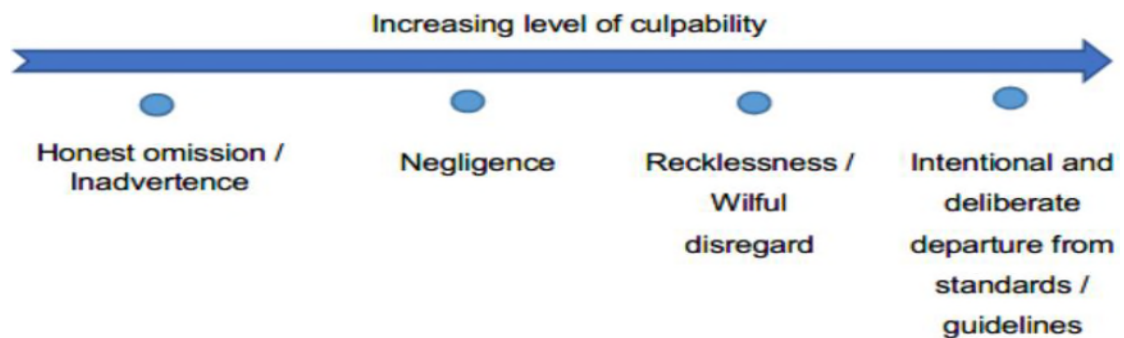 Increasing level of culpability
Honest omission /
Inadvertence
Negligence
Recklessness /
Wilful
disregard
Intentional and
deliberate
departure from
standards /
guidelines